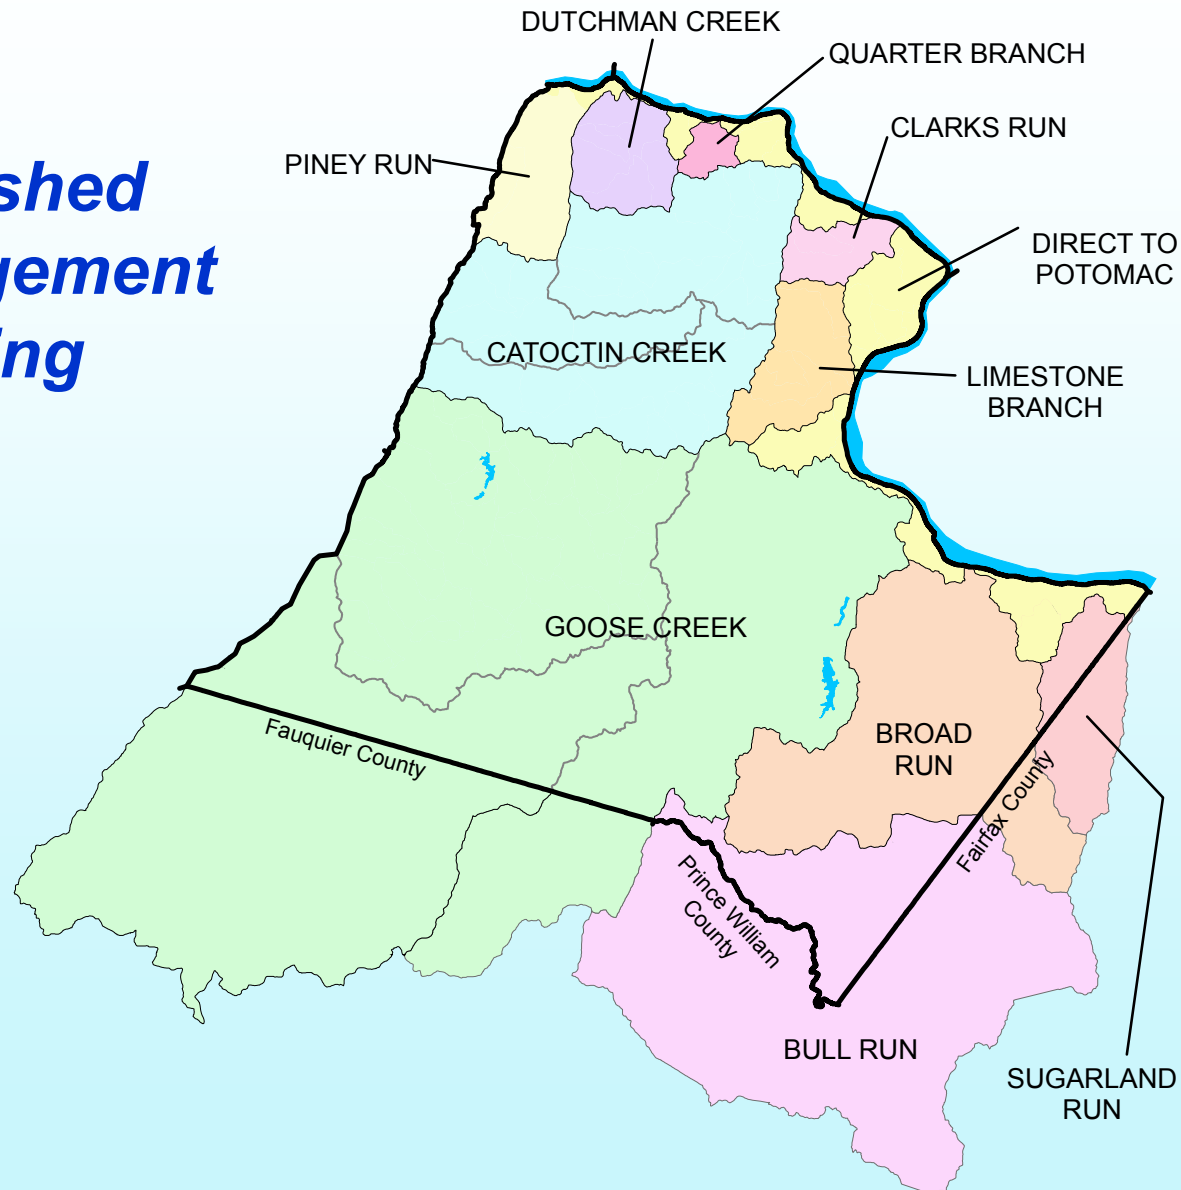 DUTCHMAN CREEK
QUARTER BRANCH
CLARKS RUN
PINEY RUN
shed
gement
ing
DIRECT TO
POTOMAC
CATOCTIN CREEK
LIMESTONE
BRANCH
GOOSE CREEK
Fauquier County
BROAD
RUN
Fairfax County
Prince William
County
BULL RUN
SUGARLAND
RUN